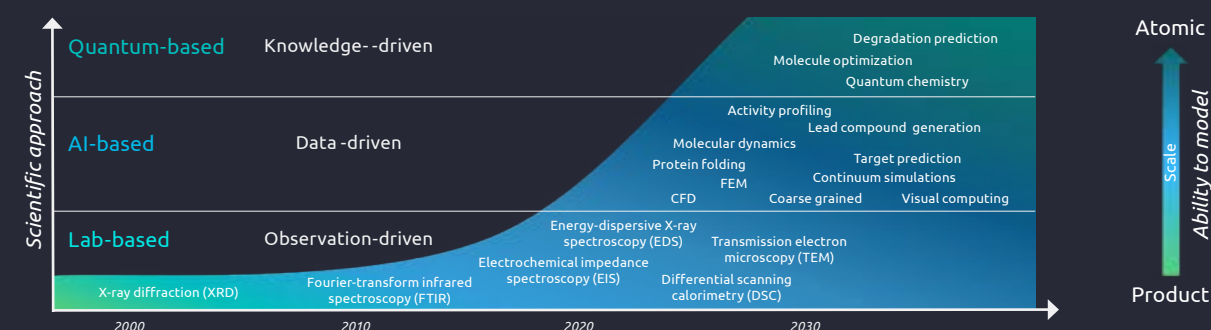 Scientific approach
Quantum-based
Knowledge- -driven
Degradation prediction
Molecule optimization
Quantum chemistry
AI-based
Data -driven
Activity profiling
Lead compound generation
Molecular dynamics
Protein folding
Target prediction
FEM
Continuum simulations
CFD
Coarse grained
Visual computing
Lab-based
Observation-driven
Energy-dispersive X-ray
spectroscopy (EDS)
Transmission electron
microscopy (TEM)
Electrochemical impedance
spectroscopy (EIS)
X-ray diffraction (XRD)
Fourier-transform infrared
spectroscopy (FTIR)
Differential scanning
calorimetry (DSC)
2000
2010
2020
2030
Atomic
Scale
Ability to model
Product